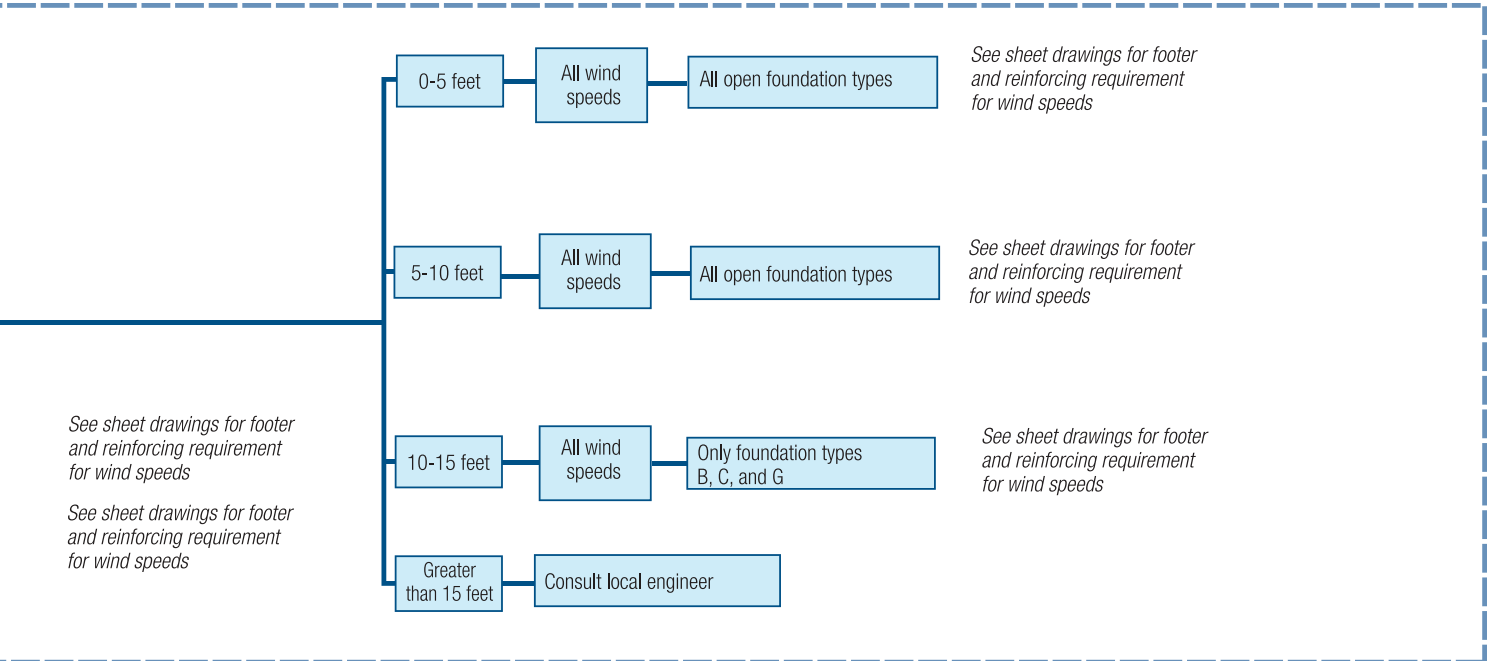 0-5 feet
All wind
speeds
All open foundation types
See sheet drawings for footer
and reinforcing requirement
for wind speeds
5-10 feet
All wind
speeds
All open foundation types
See sheet drawings for footer
and reinforcing requirement
for wind speeds
See sheet drawings for footer
and reinforcing requirement
for wind speeds
See sheet drawings for footer
and reinforcing requirement
for wind speeds
10-15 feet
All wind
speeds
Only foundation types
B, C, and G
See sheet drawings for footer
and reinforcing requirement
for wind speeds
Greater
than 15 feet
Consult local engineer